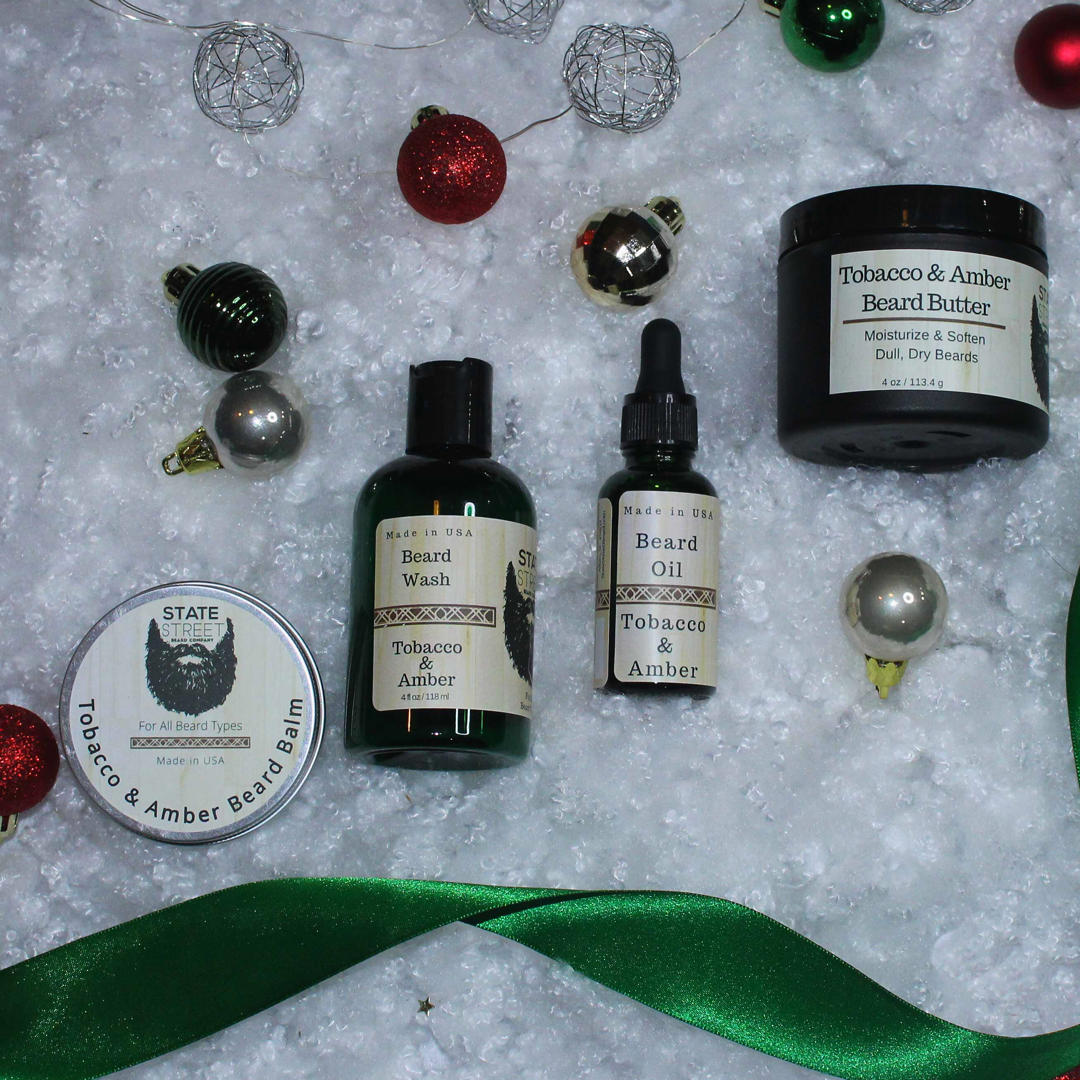 Tobacco & Amber
Beard Butter
Moisturize & Soften
Dull, Dry Beards
4 oz / 113.4 g
Made in USA
Beard
Wash
Tobacco
&
Amber
4 fl oz / 118 ml
Made in USA
Beard
Oil
Tobacco
&
Amber
STATE
STREET
BEARD COMPANY
For All Beard Types
Made in USA
Tobacco & Amber Beard Balm